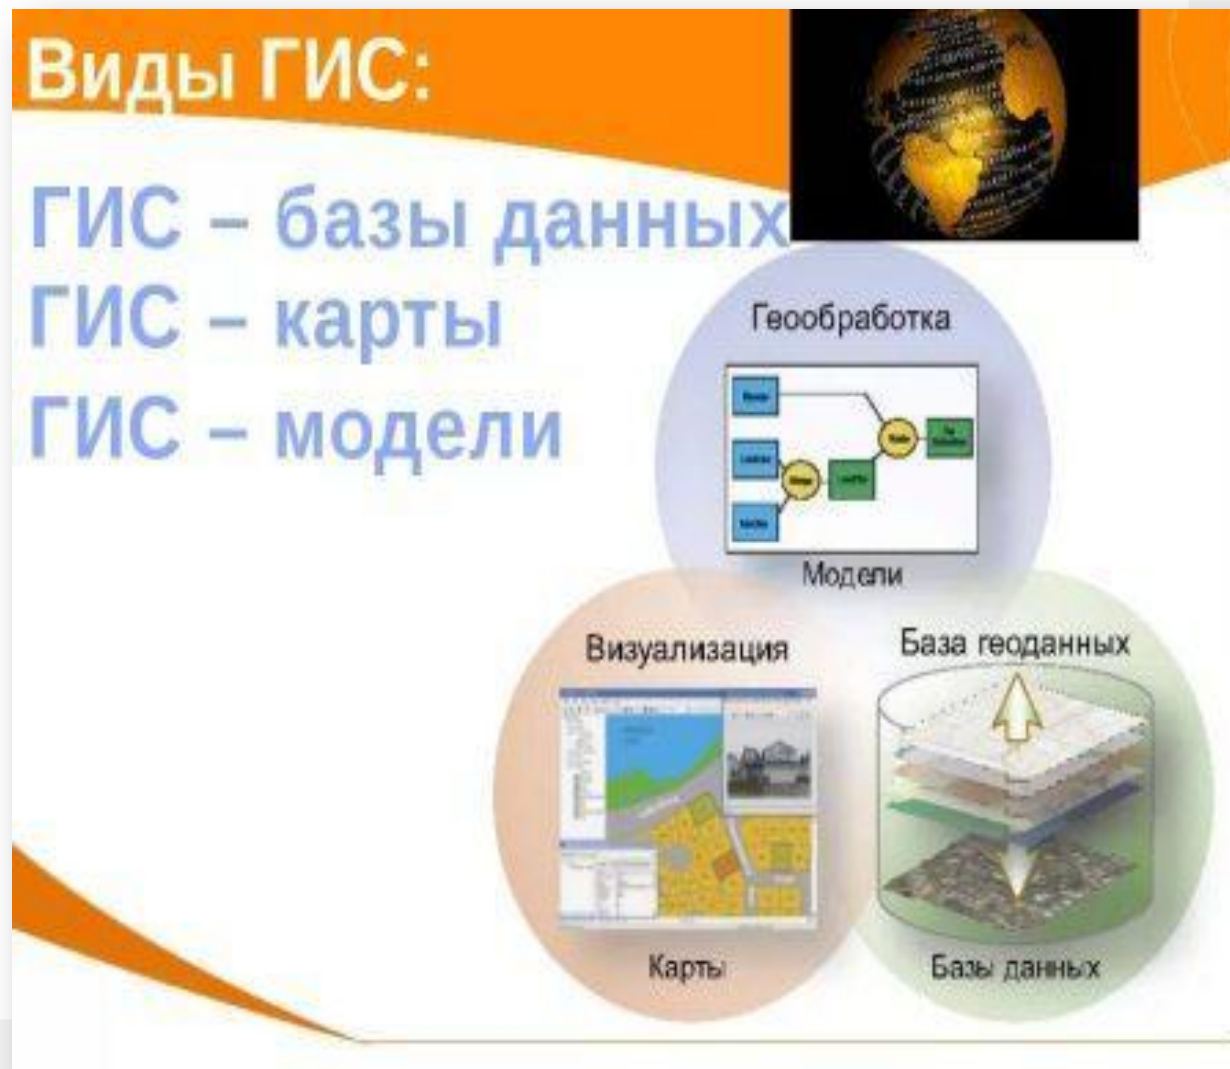 Виды ГИС:
ГИС – базы данных
ГИС – карты
ГИС – модели
Геообработка
Модели
Визуализация
Карты
База геоданных
Базы данных